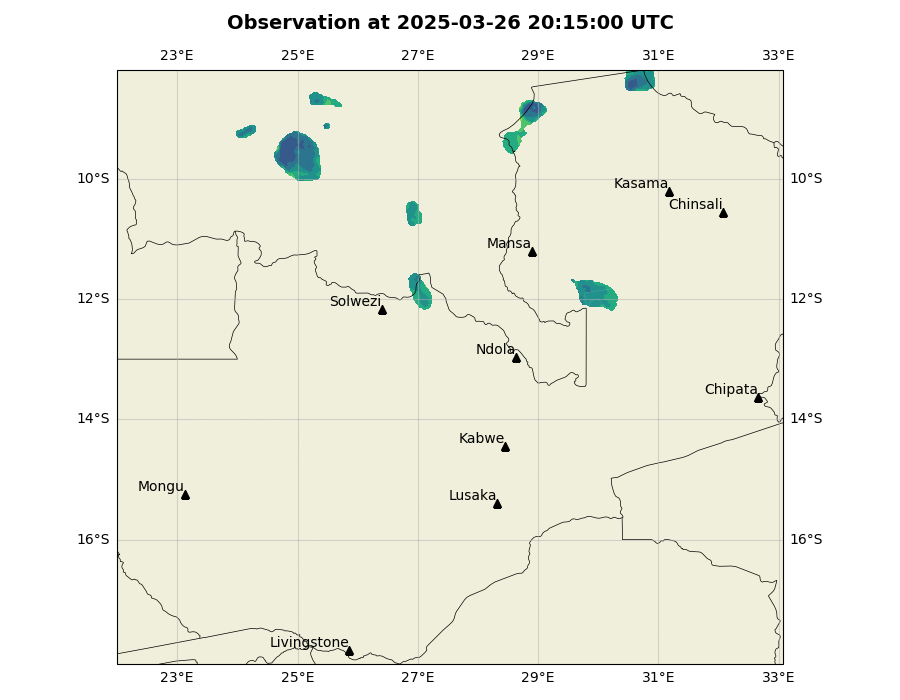 Observation at 2025-03-26 20:15:00 UTC
23°E 25°E 27°E 29°E 31°E 33°E
10°S 10°S
Kasama
Chinsali
Mansa
12°S 12°S
Solwezi
Ndola
Chipata
14°S 14°S
Kabwe
Mongu
Lusaka
16°S 16°S
Livingstone
23°E 25°E 27°E 29°E 31°E 33°E